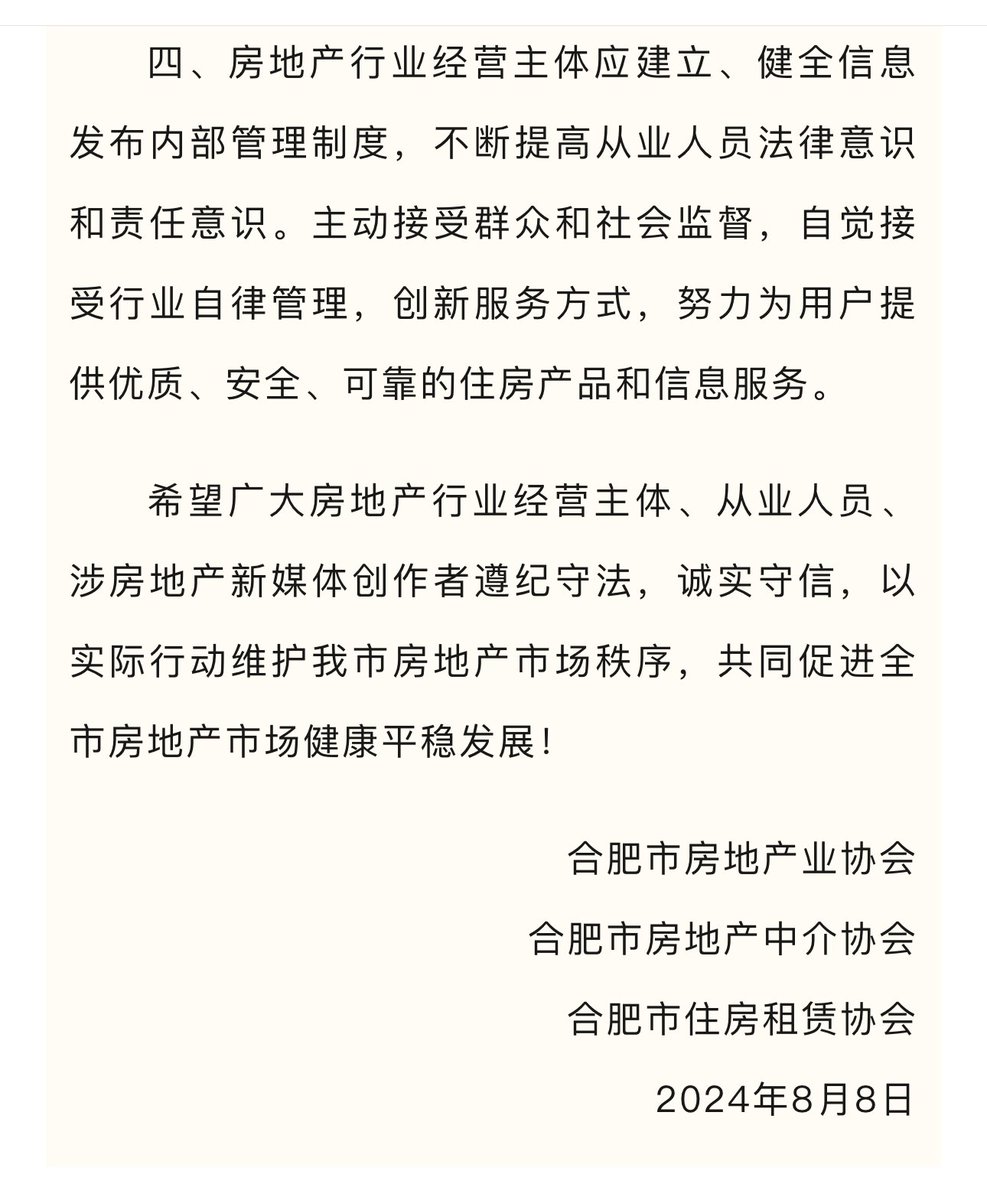 四、房地产行业经营主体应建立、健全信息
发布内部管理制度，不断提高从业人员法律意识
和责任意识。主动接受群众和社会监督，自觉接
受行业自律管理，创新服务方式，努力为用户提
供优质、安全、可靠的住房产品和信息服务。
希望广大房地产行业经营主体、从业人员、
涉房地产新媒体创作者遵纪守法，诚实守信，以
实际行动维护我市房地产市场秩序，共同促进全
市房地产市场健康平稳发展！
合肥市房地产业协会
合肥市房地产中介协会
合肥市住房租赁协会
2024年8月8日